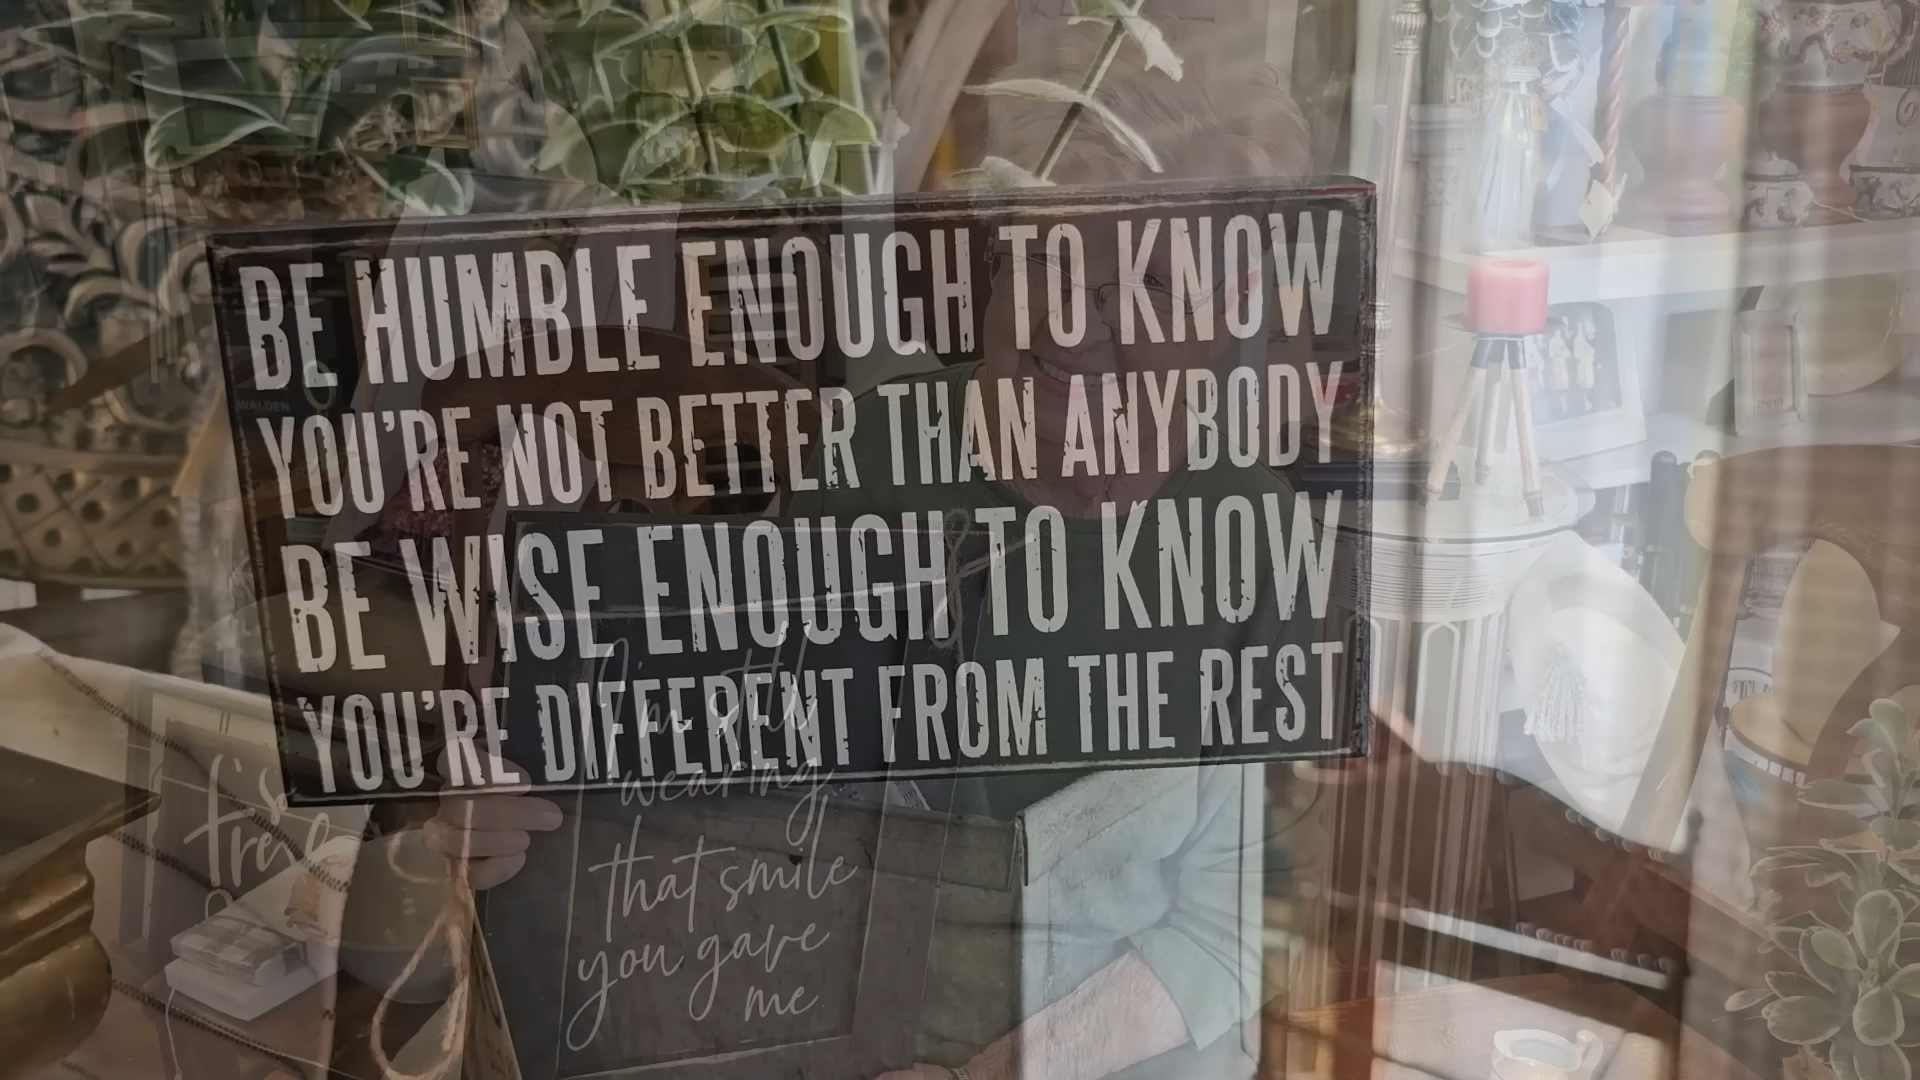 BE HUMBLE ENOUGH TO KNOW
YOU'RE NOT BETTER THAN ANYBODY
BE WISE ENOUGH TO KNOW
YOU'RE DIFFERENT FROM THE REST
WALDEN
&
I'm still
wearing
that smile
you gave
me